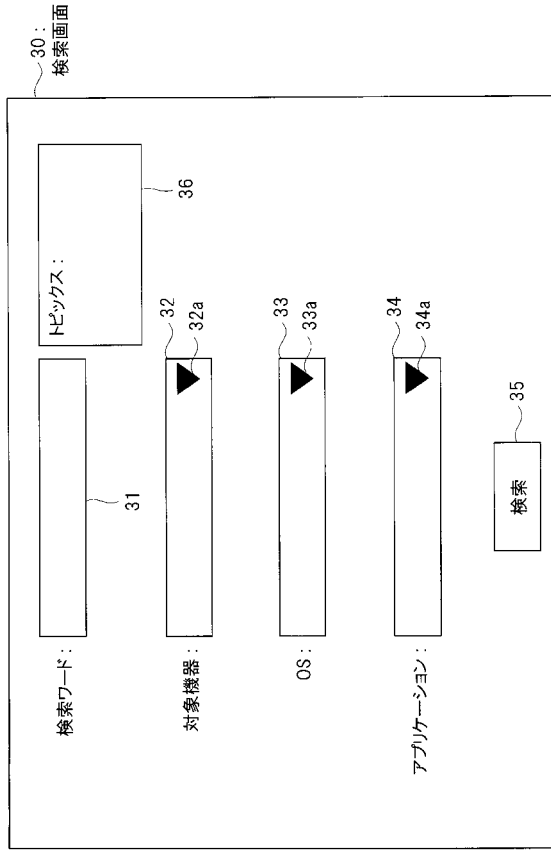 30：
検索画面
検索ワード：
31
トピックス：
36
対象機器：
32
32a
OS：
33
33a
アプリケーション：
34
34a
検索
35